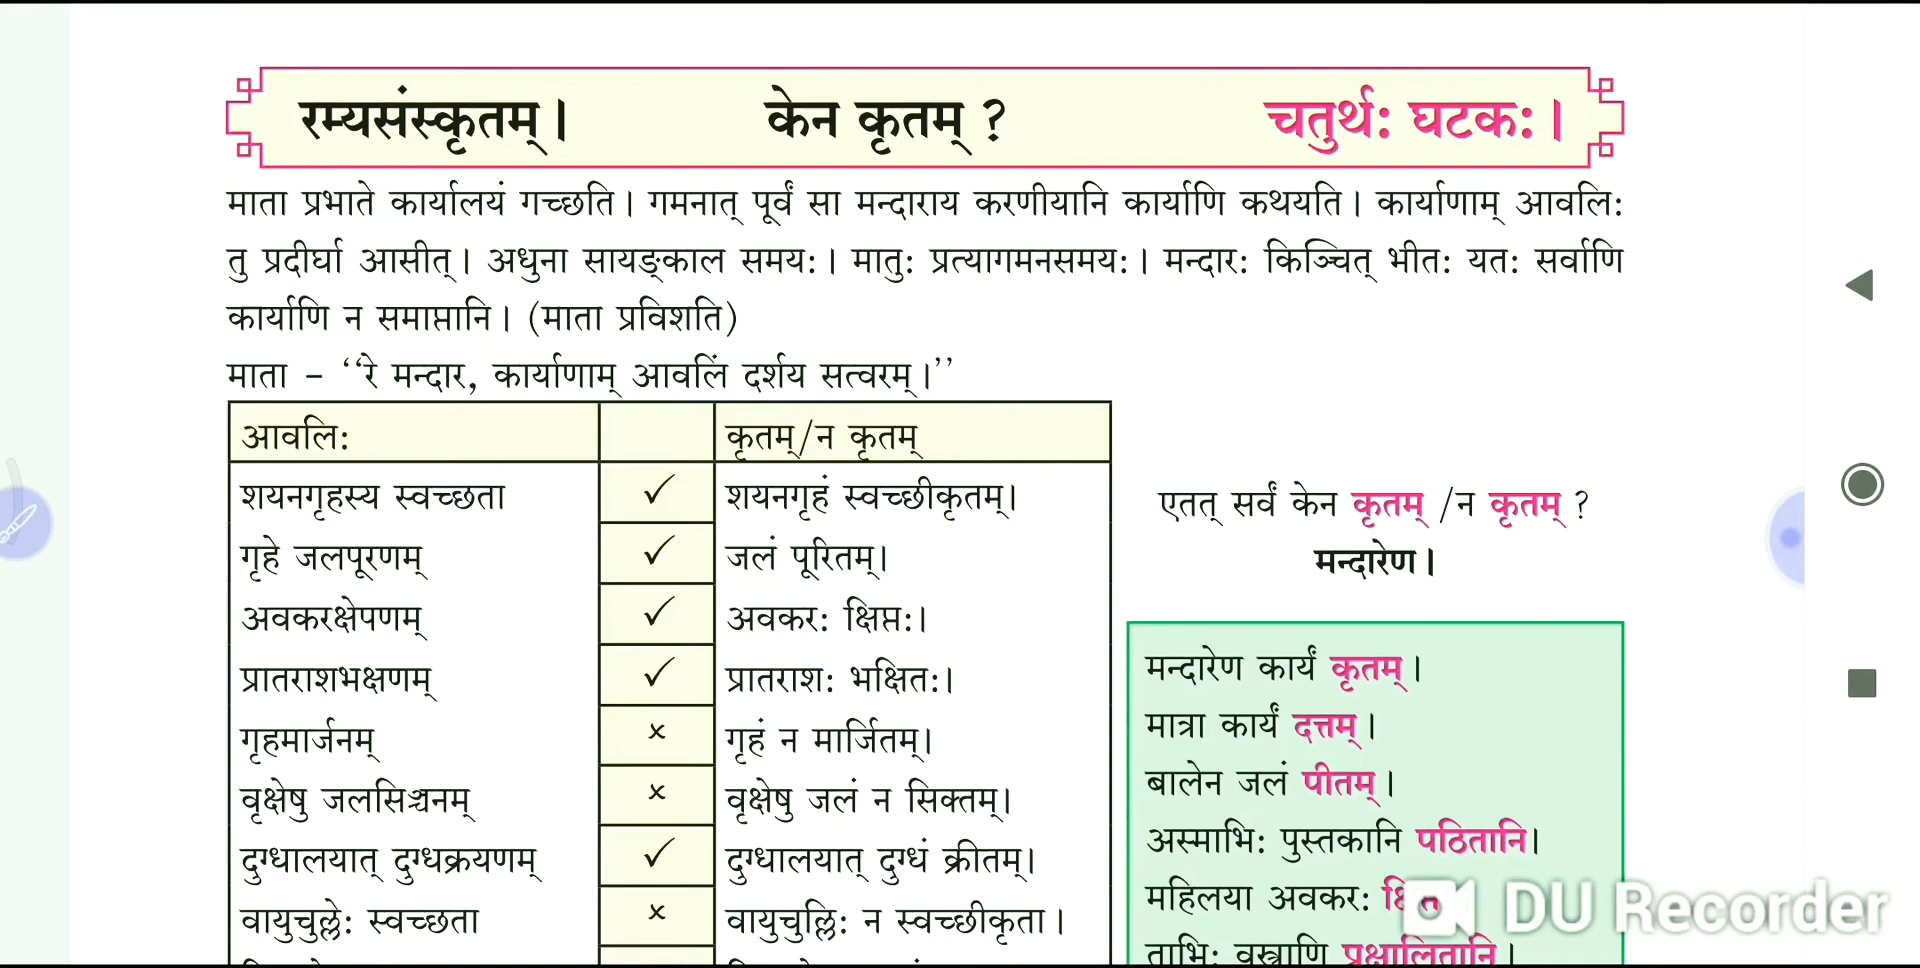 रम्यसंस्कृतम्। केन कृतम् ? चतुर्थः घटकः।
माता प्रभाते कार्यालयं गच्छति। गमनात् पूर्वं सा मन्दाराय करणीयानि कार्याणि कथयति। कार्याणाम् आवलिः
तु प्रदीर्घा आसीत्। अधुना सायङ्काल समयः। मातुः प्रत्यागमनसमयः। मन्दारः किञ्चित् भीतः यतः सर्वाणि
कार्याणि न समाप्तानि। (माता प्रविशति)
माता – ‘‘रे मन्दार, कार्याणाम् आवलिं दर्शय सत्वरम्।’’
आवलिः कृतम्/न कृतम्
शयनगृहस्य स्वच्छता ✓ शयनगृहं स्वच्छीकृतम्।
गृहे जलपूरणम् ✓ जलं पूरितम्।
अवकरक्षेपणम् ✓ अवकरः क्षिप्तः।
प्रातराशभक्षणम् ✓ प्रातराशः भक्षितः।
गृहमार्जनम् × गृहं न मार्जितम्।
वृक्षेषु जलसिञ्चनम् × वृक्षेषु जलं न सिक्तम्।
दुग्धालयात् दुग्धक्रयणम् ✓ दुग्धालयात् दुग्धं क्रीतम्।
वायुचुल्लेः स्वच्छता × वायुचुल्लिः न स्वच्छीकृता।
एतत् सर्वं केन कृतम् /न कृतम् ?
मन्दारेण।
मन्दारेण कार्यं कृतम्।
मात्रा कार्यं दत्तम्।
बालेन जलं पीतम्।
अस्माभिः पुस्तकानि पठितानि।
महिलया अवकरः
ताभिः वस्त्राणि प्रक्षालितानि।
DU Recorder